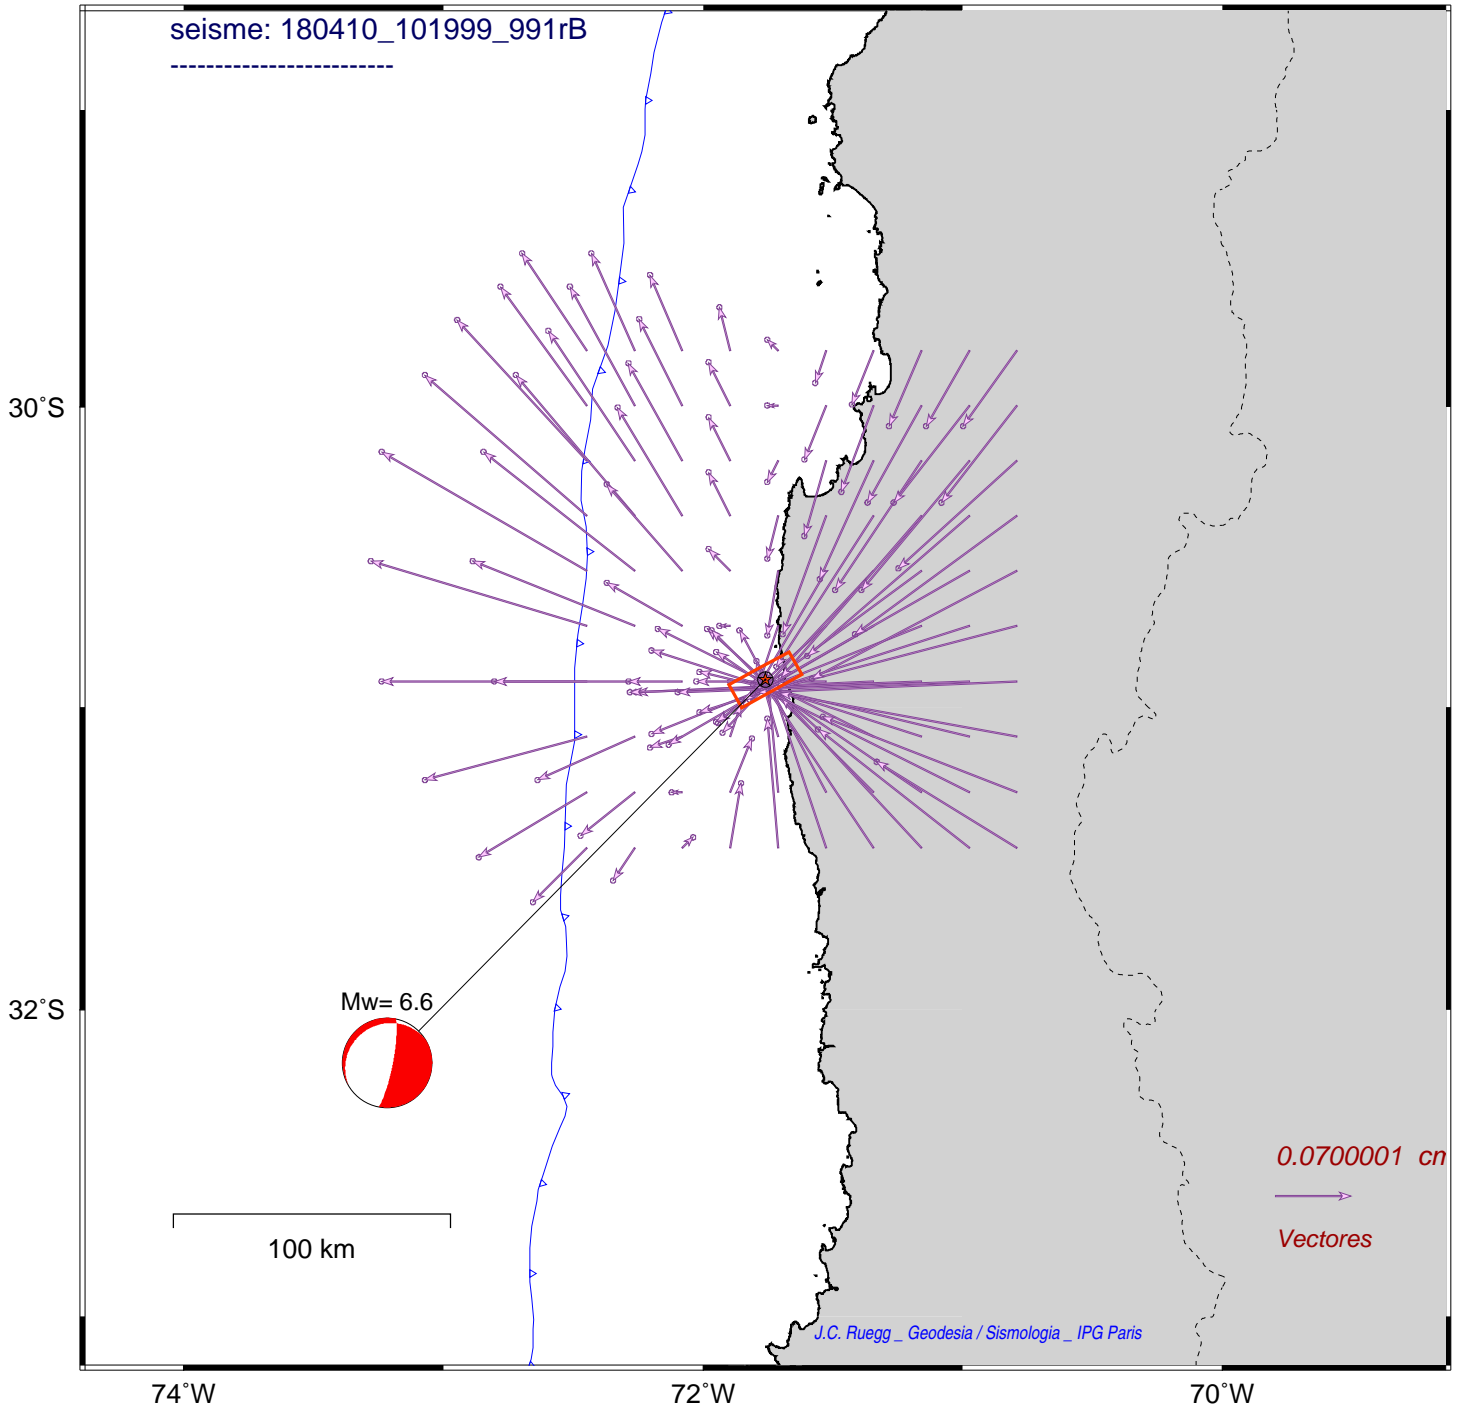 seisme: 180410_101999_991rB
-------------------------
30°S
32°S
Mw= 6.6
0.0700001 cm
Vectores
100 km
J.C. Ruegg _ Geodesia / Sismologia _ IPG Paris
74°W
72°W
70°W